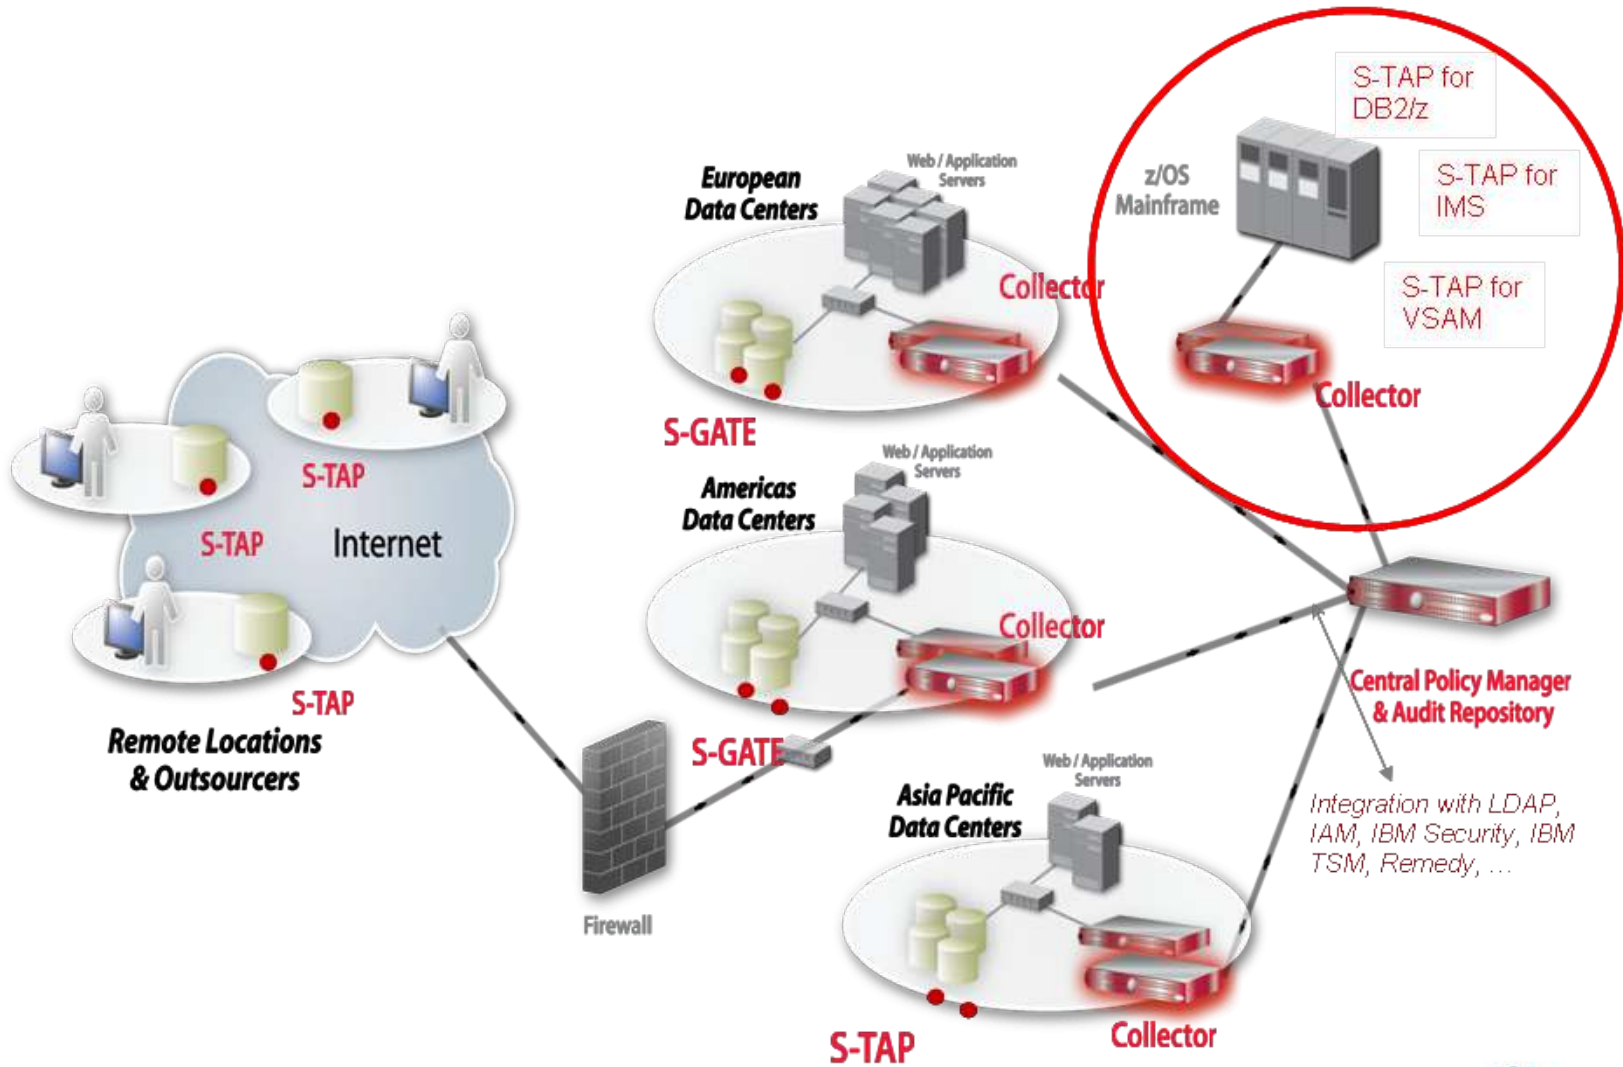 S-TAP for
DB2/z
S-TAP for
IMS
S-TAP for
VSAM
z/OS
Mainframe
Collector
European
Data Centers
Web / Application
Servers
Collector
S-GATE
Americas
Data Centers
Web / Application
Servers
Collector
S-GATE
Asia Pacific
Data Centers
Web / Application
Servers
S-TAP
Collector
S-TAP
S-TAP
Internet
S-TAP
Remote Locations
& Outsourcers
Firewall
Central Policy Manager
& Audit Repository
Integration with LDAP,
IAM, IBM Security, IBM
TSM, Remedy, ...